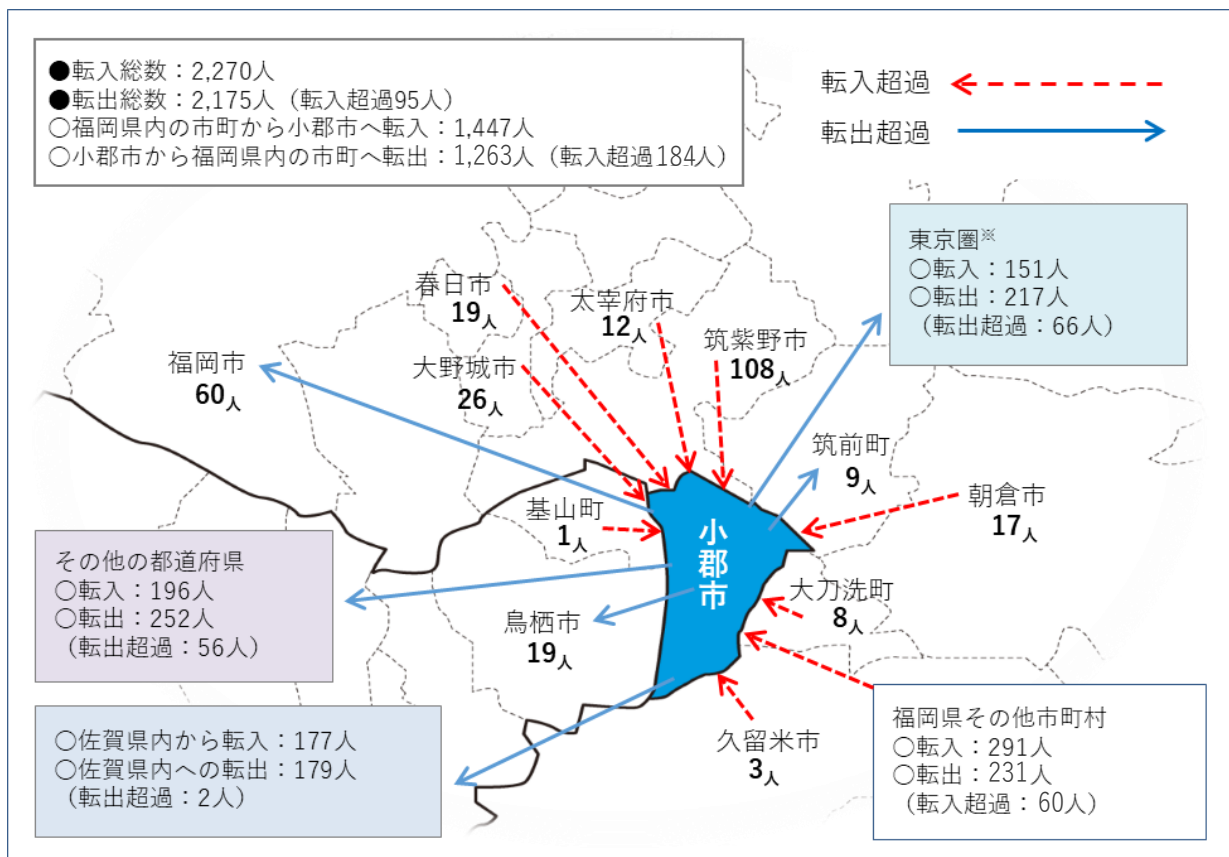 ●転入総数：2,270人
●転出総数：2,175人（転入超過95人）
○福岡県内の市町から小郡市へ転入：1,447人
○小郡市から福岡県内の市町へ転出：1,263人（転入超過184人）
転入超過
転出超過
東京圏※
○転入：151人
○転出：217人
（転出超過：66人）
春日市
19人
太宰府市
12人
筑紫野市
108人
福岡市
60人
大野城市
26人
筑前町
9人
朝倉市
17人
基山町
1人
小郡市
その他の都道府県
○転入：196人
○転出：252人
（転出超過：56人）
大刀洗町
8人
鳥栖市
19人
○佐賀県内から転入：177人
○佐賀県内への転出：179人
（転出超過：2人）
久留米市
3人
福岡県その他市町村
○転入：291人
○転出：231人
（転入超過：60人）